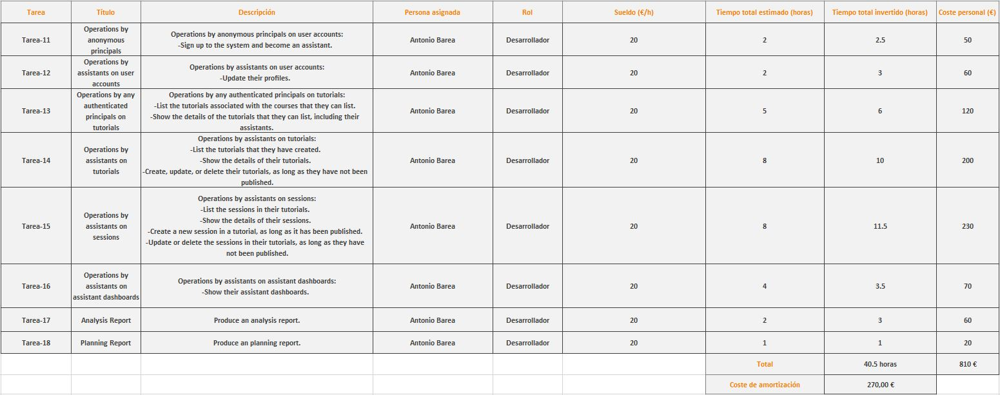 Tarea Título Descripción Persona asignada Rol Sueldo (€/h) Tiempo total estimado (horas) Tiempo total invertido (horas) Coste personal (€)
Tarea-11
Operations by
anonymous
principals
Operations by anonymous principals on user accounts:
-Sign up to the system and become an assistant.
Antonio Barea Desarrollador 20 2 2.5 50
Tarea-12
Operations by
assistants on user
accounts
Operations by assistants on user accounts:
-Update their profiles.
Antonio Barea Desarrollador 20 2 3 60
Tarea-13
Operations by any
authenticated
principals on
tutorials
Operations by any authenticated principals on tutorials:
-List the tutorials associated with the courses that they can list.
-Show the details of the tutorials that they can list, including their
assistants.
Antonio Barea Desarrollador 20 5 6 120
Tarea-14
Operations by
assistants on
tutorials
Operations by assistants on tutorials:
-List the tutorials that they have created.
-Show the details of their tutorials.
-Create, update, or delete their tutorials, as long as they have not been
published.
Antonio Barea Desarrollador 20 8 10 200
Tarea-15
Operations by
assistants on
sessions
Operations by assistants on sessions:
-List the sessions in their tutorials.
-Show the details of their sessions.
-Create a new session in a tutorial, as long as it has been published.
-Update or delete the sessions in their tutorials, as long as they have
not been published.
Antonio Barea Desarrollador 20 8 11.5 230
Tarea-16
Operations by
assistants on
assistant dashboards
Operations by assistants on assistant dashboards:
-Show their assistant dashboards.
Antonio Barea Desarrollador 20 4 3.5 70
Tarea-17 Analysis Report Produce an analysis report. Antonio Barea Desarrollador 20 2 3 60
Tarea-18 Planning Report Produce an planning report. Antonio Barea Desarrollador 20 1 1 20
Total 40.5 horas 810 €
Coste de amortización 270,00 €